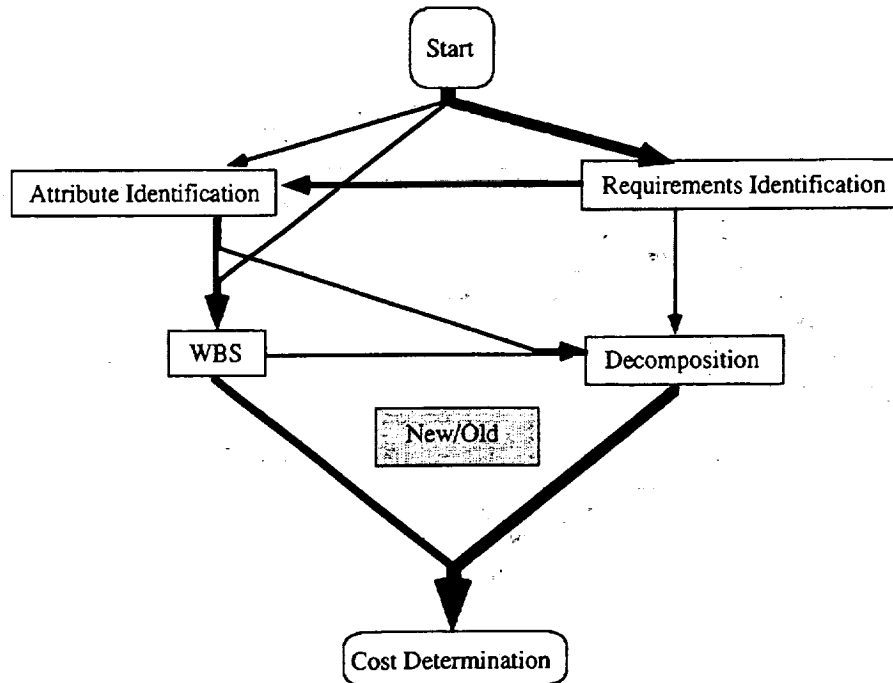 Start
Attribute Identification
Requirements Identification
WBS
Decomposition
New/Old
Cost Determination